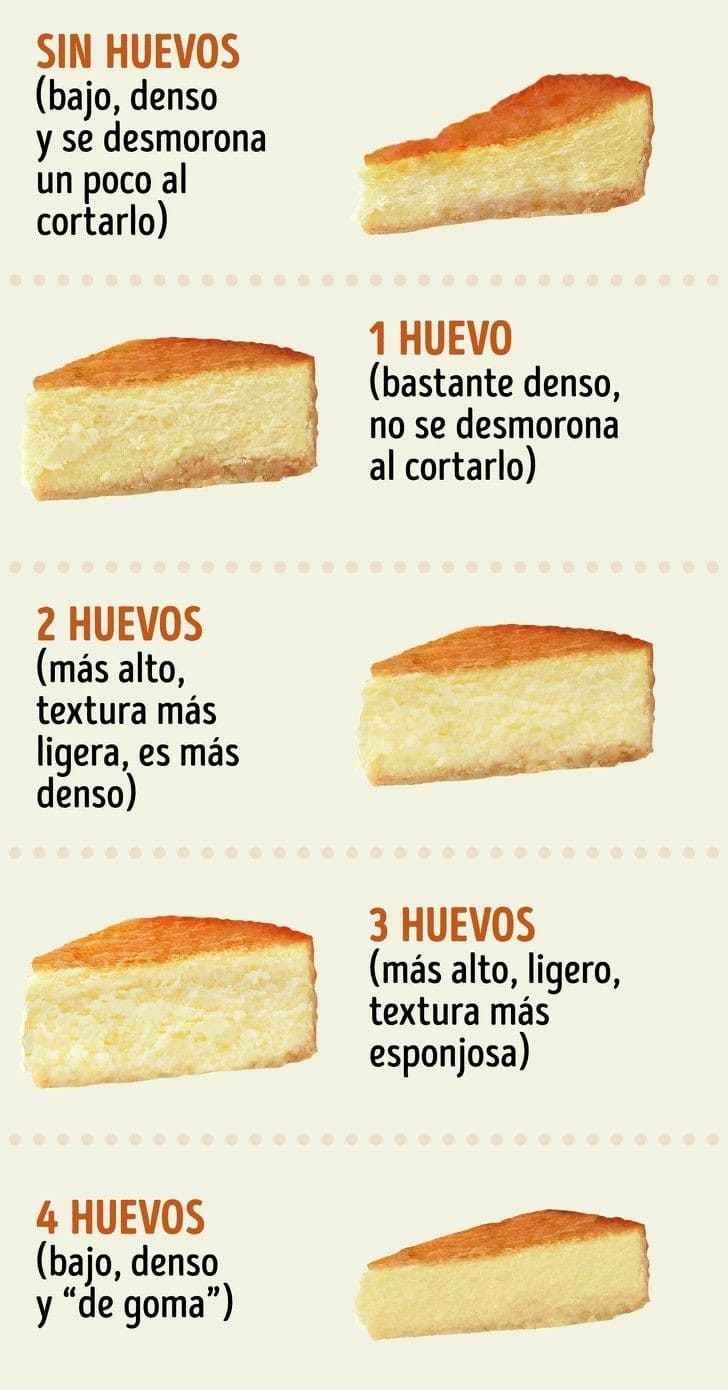 SIN HUEVOS
(bajo, denso
y se desmorona
un poco al
cortarlo)
1 HUEVO
(bastante denso,
no se desmorona
al cortarlo)
2 HUEVOS
(más alto,
textura más
ligera, es más
denso)
3 HUEVOS
(más alto, ligero,
textura más
esponjosa)
4 HUEVOS
(bajo, denso
y “de goma”)